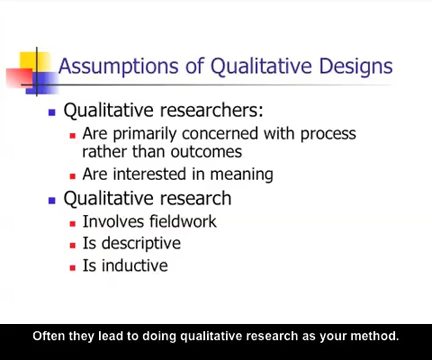 Assumptions of Qualitative Designs
Qualitative researchers:
Are primarily concerned with process
rather than outcomes
Are interested in meaning
Qualitative research
Involves fieldwork
Is descriptive
Is inductive
Often they lead to doing qualitative research as your method.